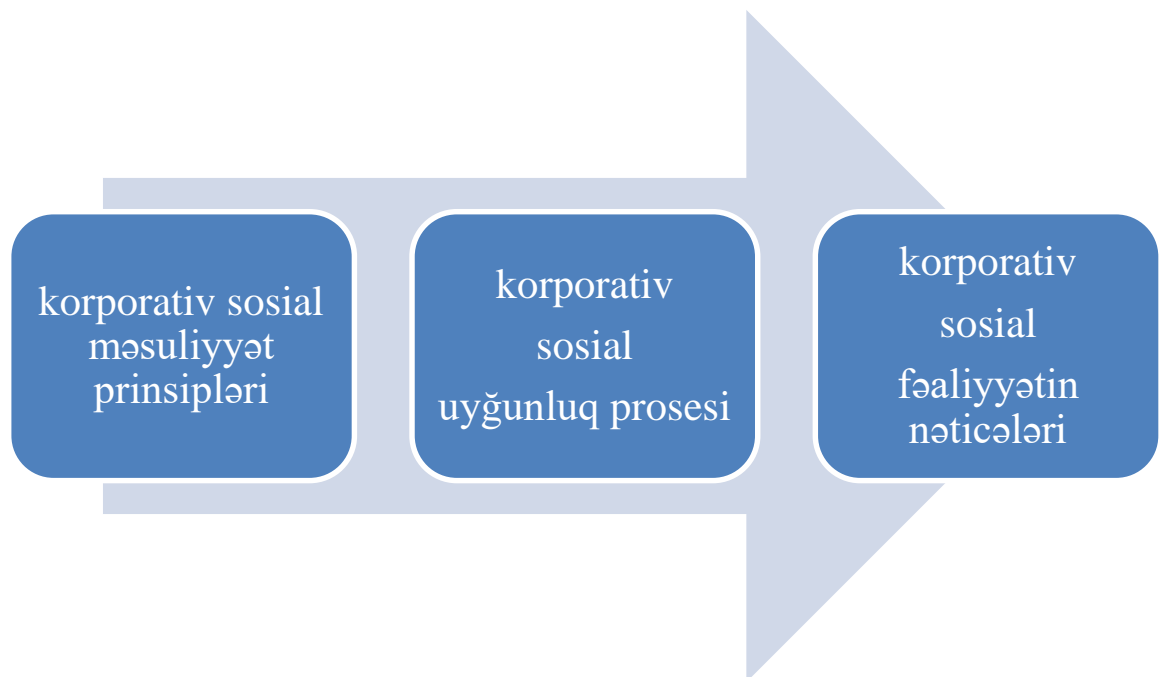 korporativ sosial
məsuliyyət
prinsipləri
korporativ
sosial
uyğunluq prosesi
korporativ
sosial
fəaliyyətin
nəticələri